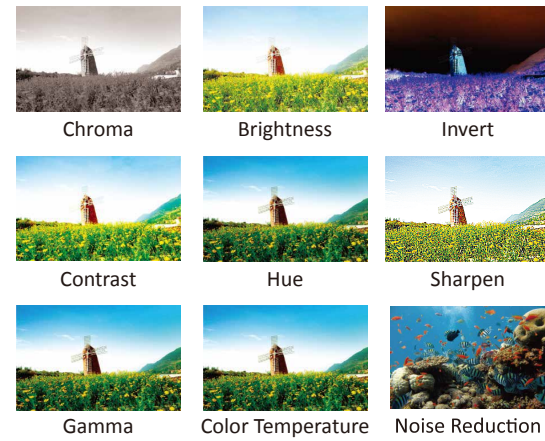 Chroma
Brightness
Invert
Contrast
Hue
Sharpen
Gamma
Color Temperature
Noise Reduction